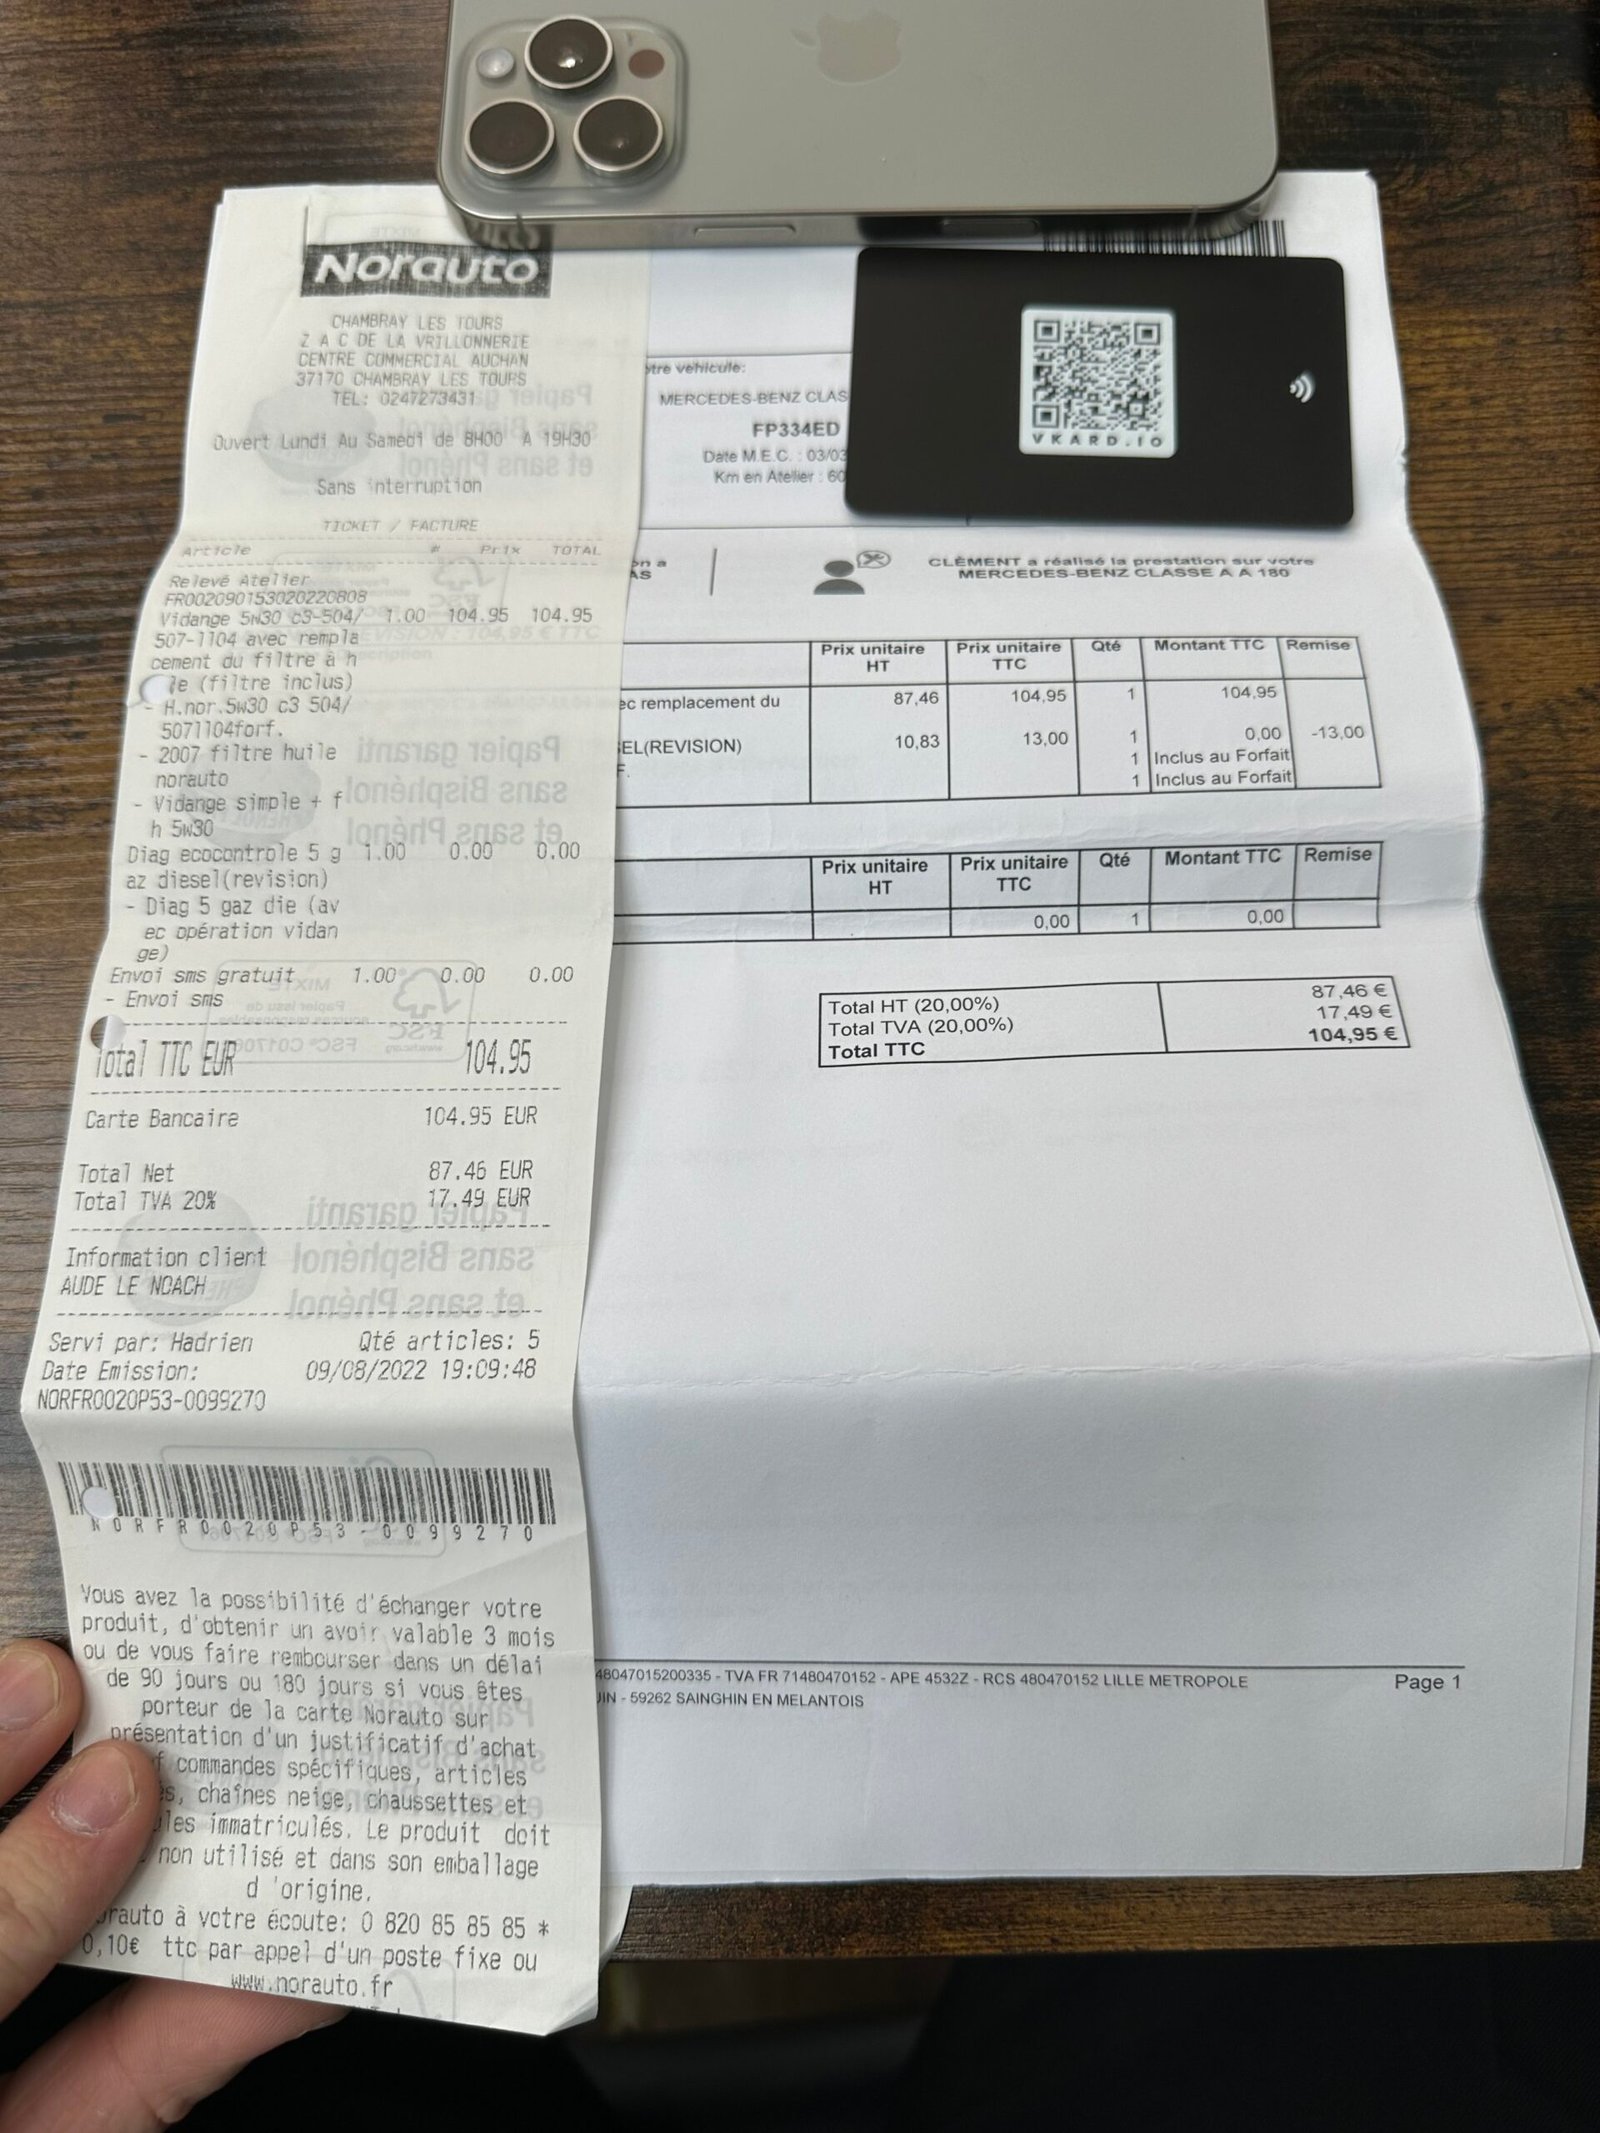 Norauto
CHAMBRAY LES TOURS
Z A C DE LA VRILLONNERIE
CENTRE COMMERCIAL AUCHAN
37170 CHAMBRAY LES TOURS
TEL: 0247273431
Ouvert Lundi Au Samedi de 8H00 A 19H30
Sans interruption
TICKET / FACTURE
Article # Prix TOTAL
Relevé Atelier
FR002090153020220808
Vidange 5w30 c3-504/ 1.00 104.95 104.95
507-1104 avec rempla
cement du filtre à h
le (filtre inclus)
- H.nor.5w30 c3 504/
5071104forf.
- 2007 filtre huile
norauto
- Vidange simple + f
h 5w30
Diag ecocontrole 5 g 1.00 0.00 0.00
az diesel(revision)
- Diag 5 gaz die (av
ec opération vidan
ge)
Envoi sms gratuit 1.00 0.00 0.00
- Envoi sms
Total TTC EUR 104.95
Carte Bancaire 104.95 EUR
Total Net 87.46 EUR
Total TVA 20% 17.49 EUR
Information client
AUDE LE NOACH
Servi par: Hadrien Qté articles: 5
Date Emission: 09/08/2022 19:09:48
NORFR0020P53-0099270
NORFR0020P53-0099270
Vous avez la possibilité d'échanger votre
produit, d'obtenir un avoir valable 3 mois
ou de vous faire rembourser dans un délai
de 90 jours ou 180 jours si vous êtes
porteur de la carte Norauto sur
présentation d'un justificatif d'achat
f commandes spécifiques, articles
és, chaînes neige, chaussettes et
ules immatriculés. Le produit doit
non utilisé et dans son emballage
d 'origine.
orauto à votre écoute: 0 820 85 85 85 *
0,10€ ttc par appel d'un poste fixe ou
www.norauto.fr
otre véhicule:
MERCEDES-BENZ CLAS
FP334ED
Date M.E.C. : 03/03
Km en Atelier : 60
VKARD.IO
on a
AS
CLÈMENT a réalisé la prestation sur votre
MERCEDES-BENZ CLASSE A A 180
Prix unitaire HT Prix unitaire TTC Qté Montant TTC Remise
ec remplacement du 87,46 104,95 1 104,95
EL(REVISION) 10,83 13,00 1 0,00 -13,00
F. 1 Inclus au Forfait
1 Inclus au Forfait
Prix unitaire HT Prix unitaire TTC Qté Montant TTC Remise
0,00 1 0,00
Total HT (20,00%) 87,46 €
Total TVA (20,00%) 17,49 €
Total TTC 104,95 €
48047015200335 - TVA FR 71480470152 - APE 4532Z - RCS 480470152 LILLE METROPOLE
Page 1
UIN - 59262 SAINGHIN EN MELANTOIS